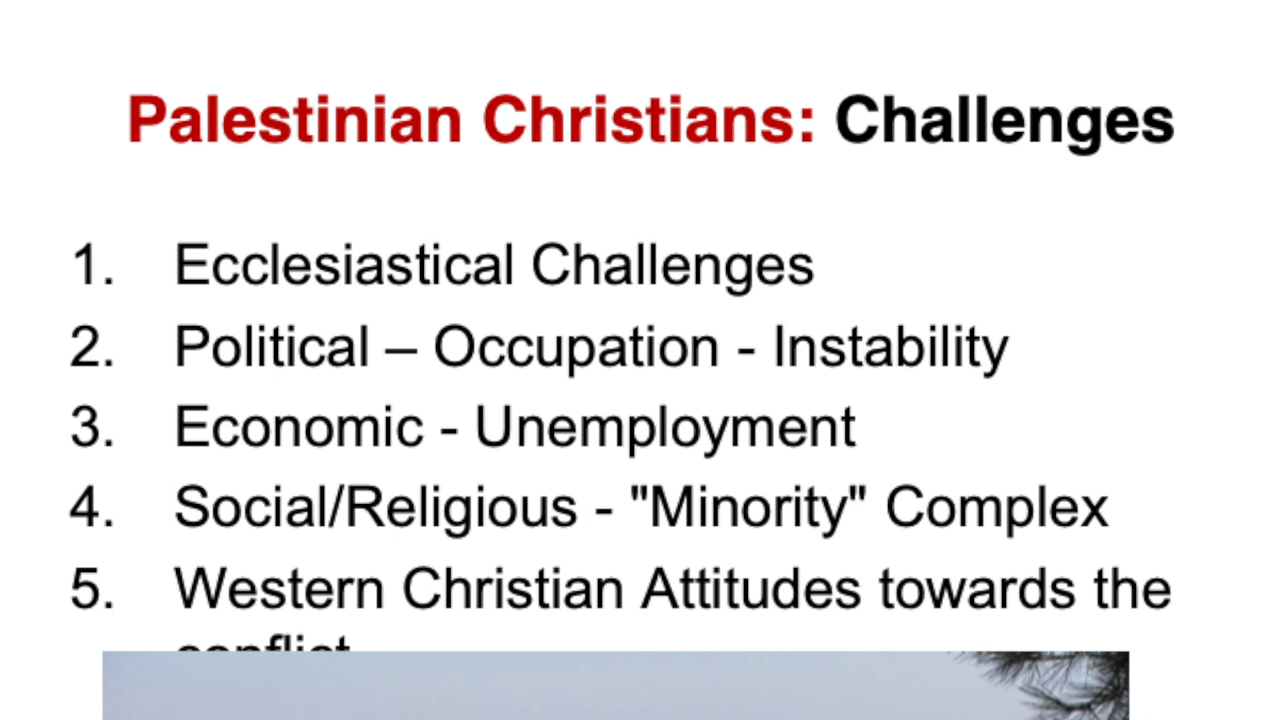 Palestinian Christians: Challenges
1. Ecclesiastical Challenges
2. Political – Occupation - Instability
3. Economic - Unemployment
4. Social/Religious - "Minority" Complex
5. Western Christian Attitudes towards the
conflict